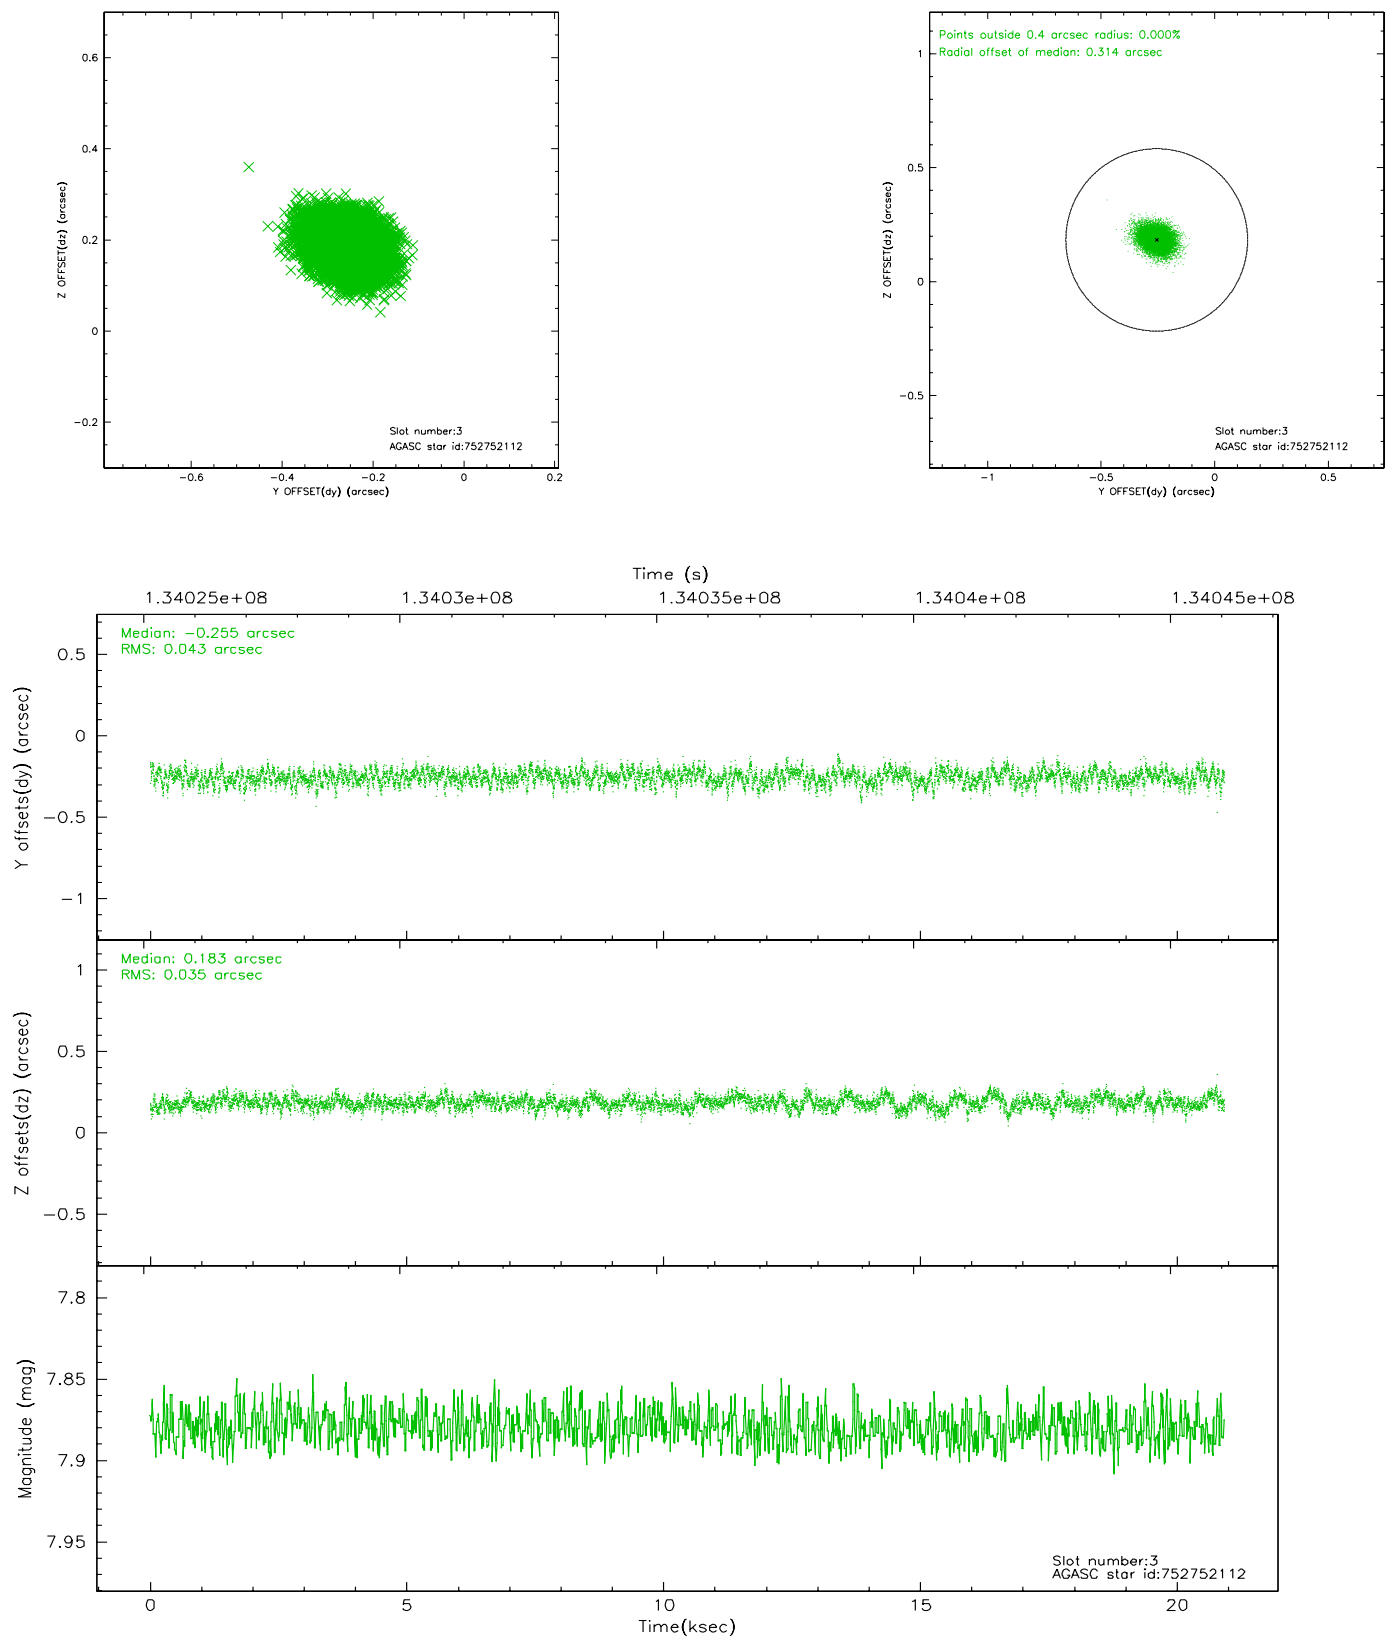 0.6
0.4
0.2
0
−0.2
Z OFFSET(dz) (arcsec)
Slot number:3
AGASC star id:752752112
−0.6 −0.4 −0.2 0 0.2
Y OFFSET(dy) (arcsec)
Points outside 0.4 arcsec radius: 0.000%
Radial offset of median: 0.314 arcsec
1
0.5
0
−0.5
Z OFFSET(dz) (arcsec)
Slot number:3
AGASC star id:752752112
−1 −0.5 0 0.5
Y OFFSET(dy) (arcsec)
Time (s)
1.34025e+08 1.3403e+08 1.34035e+08 1.3404e+08 1.34045e+08
Median: −0.255 arcsec
RMS: 0.043 arcsec
0.5
0
−0.5
−1
Y offsets(dy) (arcsec)
Median: 0.183 arcsec
RMS: 0.035 arcsec
1
0.5
0
−0.5
Z offsets(dz) (arcsec)
7.8
7.85
7.9
7.95
Magnitude (mag)
Slot number:3
AGASC star id:752752112
0 5 10 15 20
Time(ksec)